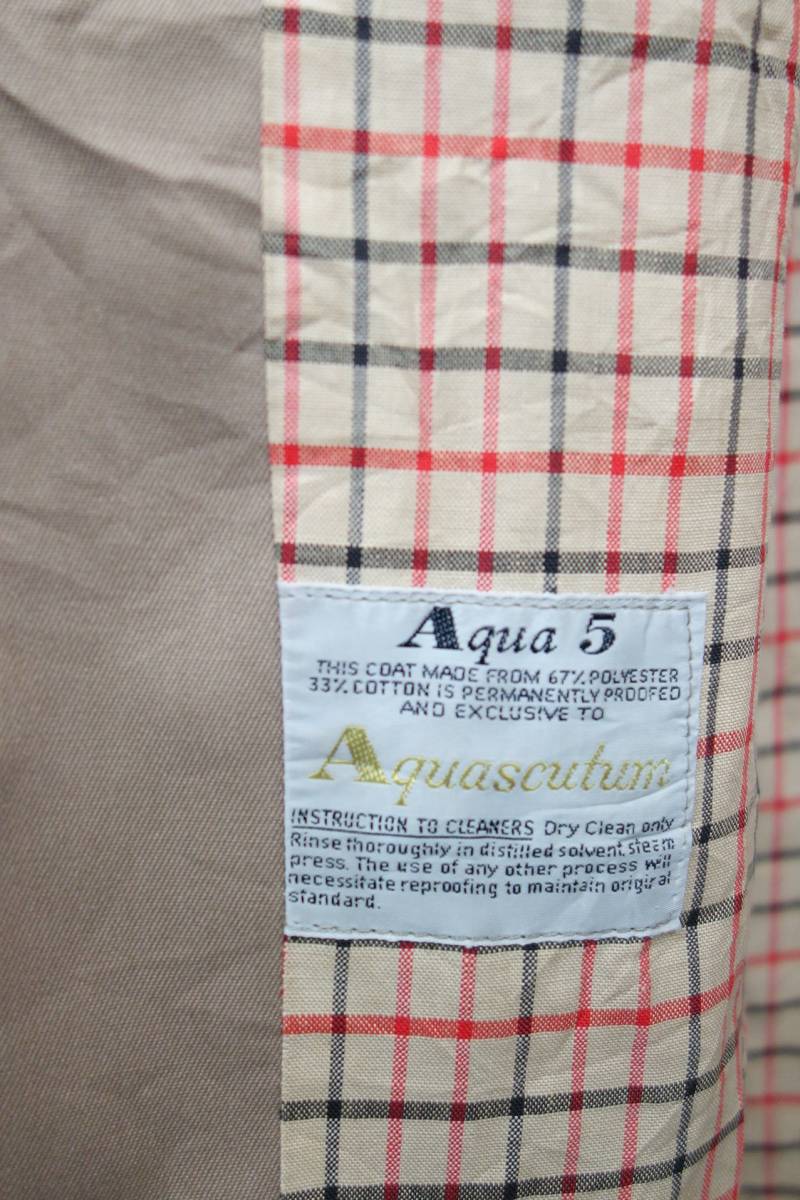 Aqua 5
THIS COAT MADE FROM 67% POLYESTER
33% COTTON IS PERMANENTLY PROOFED
AND EXCLUSIVE TO
Aquascutum
INSTRUCTION TO CLEANERS Dry Clean only
Rinse thoroughly in distilled solvent, steam
press. The use of any other process will
necessitate reproofing to maintain original
standard.